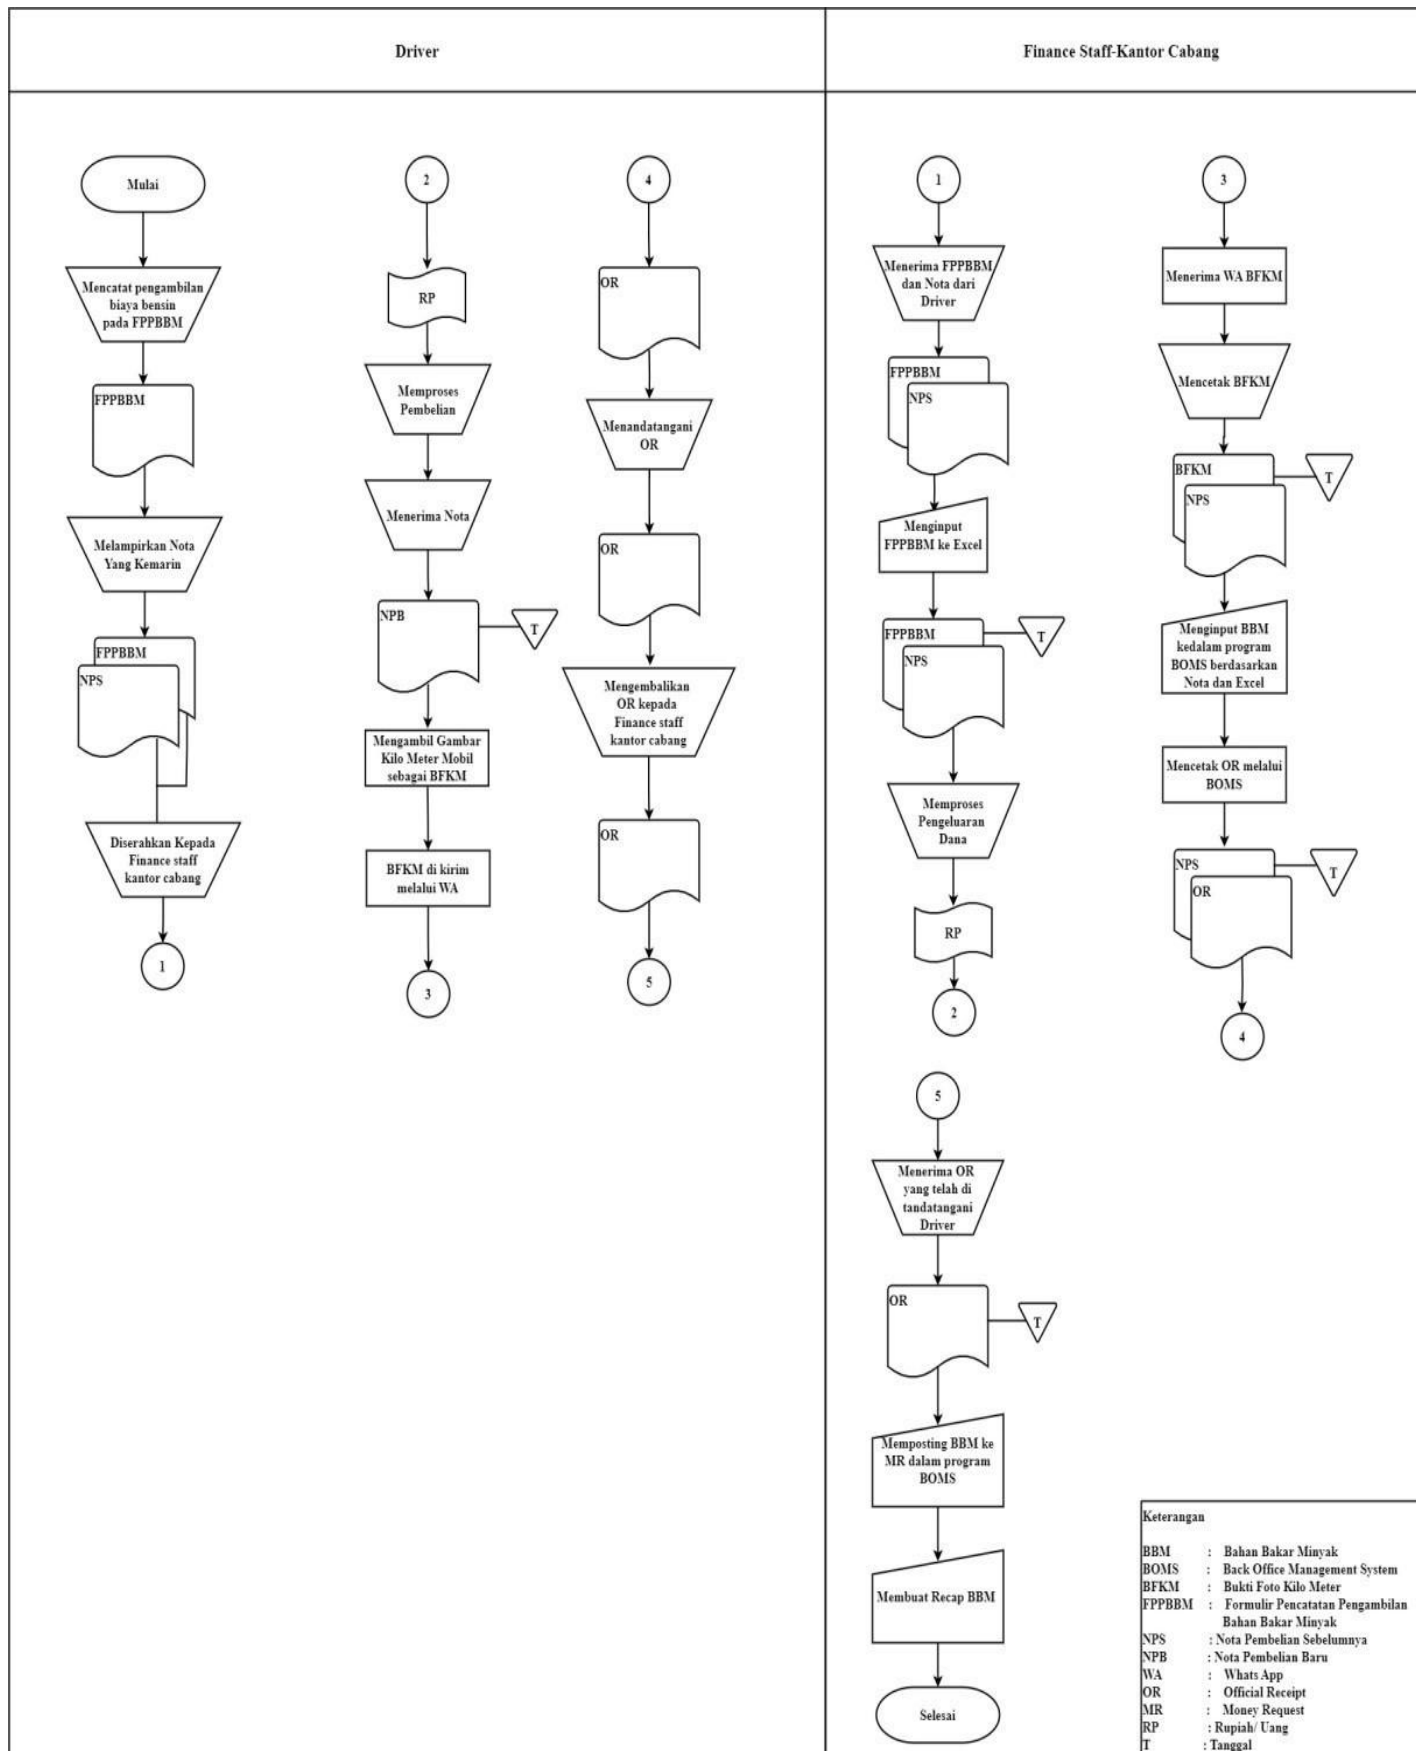 Driver
Finance Staff-Kantor Cabang
Mulai
Mencatat pengambilan
biaya bensin
pada FPPBBM
FPPBBM
Melampirkan Nota
Yang Kemarin
FPPBBM
NPS
Diserahkan Kepada
Finance staff
kantor cabang
1
2
RP
Memproses
Pembelian
Menerima Nota
NPB
T
Mengambil Gambar
Kilo Meter Mobil
sebagai BFKM
BFKM di kirim
melalui WA
3
4
OR
Menandatangani
OR
OR
Mengembalikan
OR kepada
Finance staff
kantor cabang
OR
5
1
Menerima FPPBBM
dan Nota dari
Driver
FPPBBM
NPS
Menginput
FPPBBM ke Excel
FPPBBM
T
NPS
Memproses
Pengeluaran
Dana
RP
2
3
Menerima WA BFKM
Mencetak BFKM
BFKM
T
NPS
Menginput BBM
kedalam program
BOMS berdasarkan
Nota dan Excel
Mencetak OR melalui
BOMS
NPS
T
OR
4
5
Menerima OR
yang telah di
tandatangani
Driver
OR
T
Memposting BBM ke
MR dalam program
BOMS
Membuat Recap BBM
Selesai
Keterangan
BBM : Bahan Bakar Minyak
BOMS : Back Office Management System
BFKM : Bukti Foto Kilo Meter
FPPBBM : Formulir Pencatatan Pengambilan
Bahan Bakar Minyak
NPS : Nota Pembelian Sebelumnya
NPB : Nota Pembelian Baru
WA : Whats App
OR : Official Receipt
MR : Money Request
RP : Rupiah/ Uang
T : Tanggal